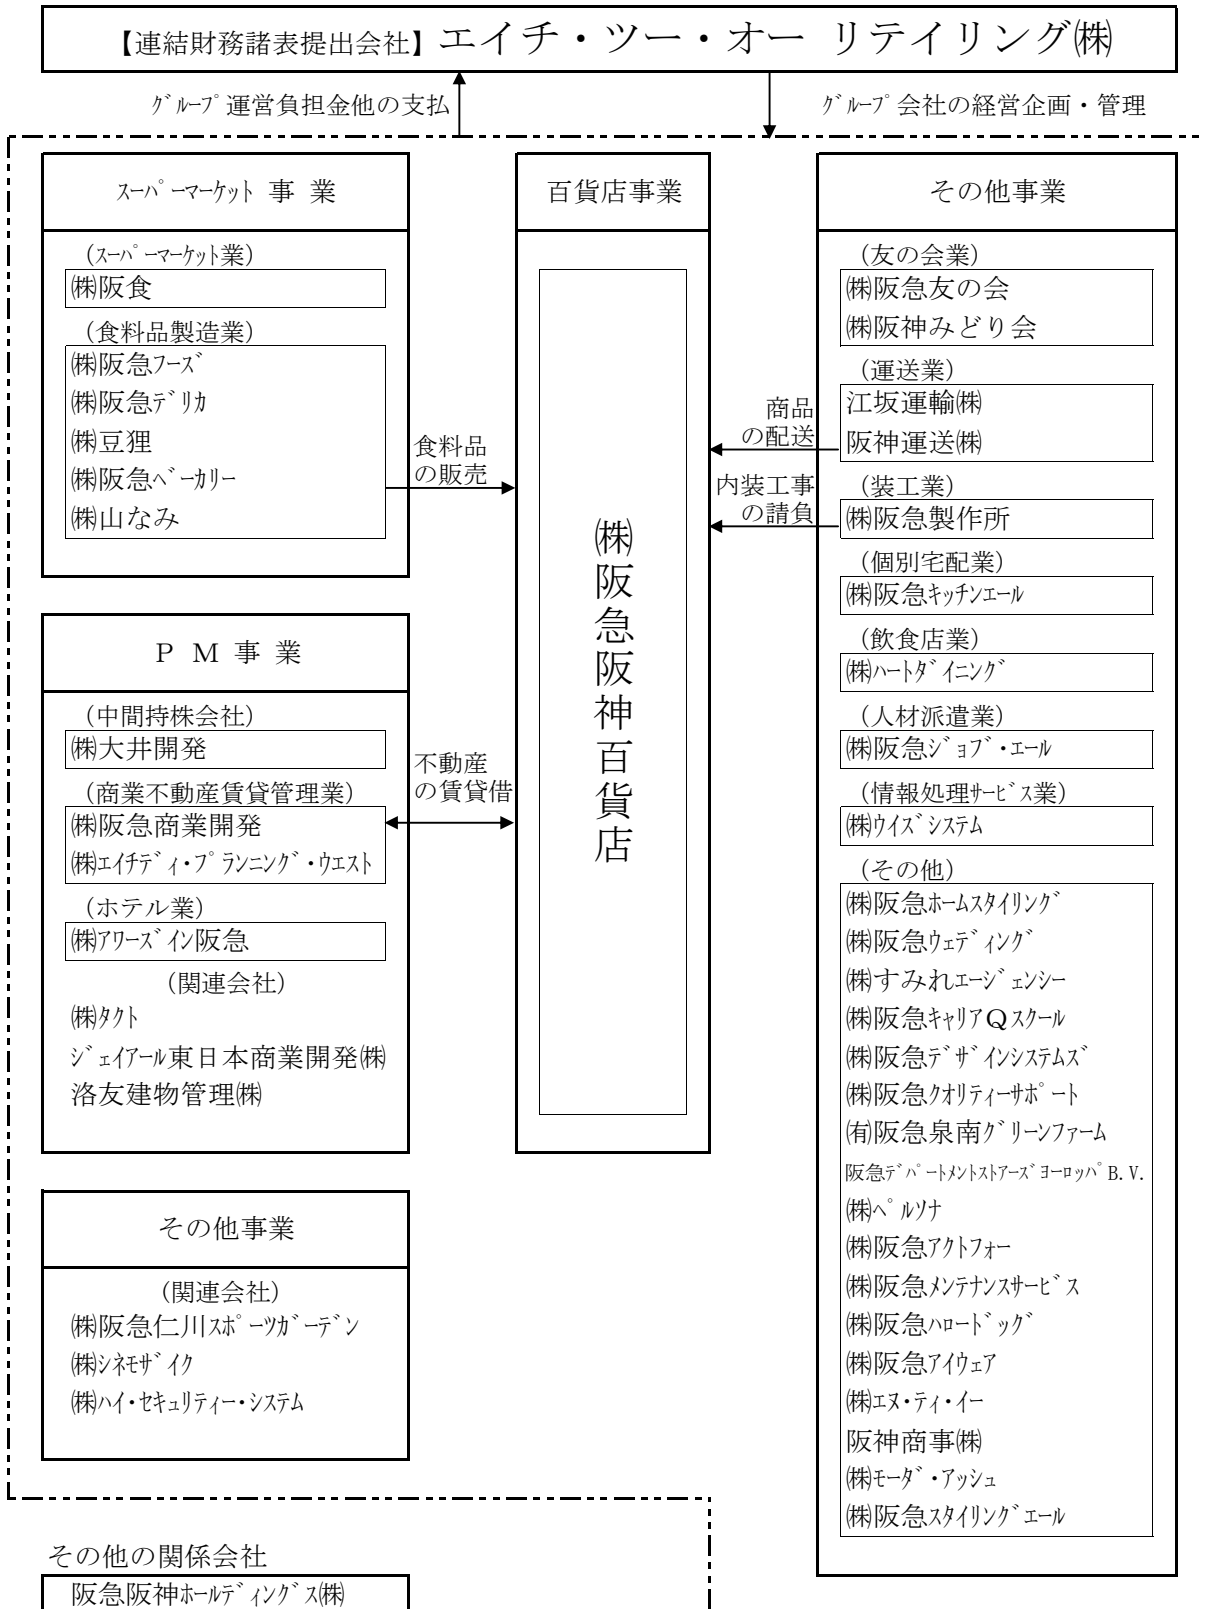 【連結財務諸表提出会社】エイチ・ツー・オー リテイリング㈱
ｸﾞﾙｰﾌﾟ運営負担金他の支払
ｸﾞﾙｰﾌﾟ会社の経営企画・管理
ｽｰﾊﾟｰﾏｰｹｯﾄ 事 業
（ｽｰﾊﾟｰﾏｰｹｯﾄ業）
㈱阪食
（食料品製造業）
㈱阪急ﾌｰｽﾞ
㈱阪急ﾃﾞﾘｶ
㈱豆狸
㈱阪急ﾍﾞｰｶﾘｰ
㈱山なみ
食料品
の販売
Ｐ Ｍ 事 業
（中間持株会社）
㈱大井開発
（商業不動産賃貸管理業）
㈱阪急商業開発
㈱ｴｲﾁﾃﾞｨ・ﾌﾟﾗﾝﾆﾝｸﾞ・ｳｴｽﾄ
（ホテル業）
㈱ｱﾜｰｽﾞｲﾝ阪急
（関連会社）
㈱ﾀｸﾄ
ｼﾞｪｲｱｰﾙ東日本商業開発㈱
洛友建物管理㈱
不動産
の賃貸借
その他事業
（関連会社）
㈱阪急仁川ｽﾎﾟｰﾂｶﾞｰﾃﾞﾝ
㈱ｼﾈﾓｻﾞｲｸ
㈱ﾊｲ・ｾｷｭﾘﾃｨｰ・ｼｽﾃﾑ
百貨店事業
㈱阪急阪神百貨店
商品
の配送
内装工事
の請負
その他事業
（友の会業）
㈱阪急友の会
㈱阪神みどり会
（運送業）
江坂運輸㈱
阪神運送㈱
（装工業）
㈱阪急製作所
（個別宅配業）
㈱阪急ｷｯﾁﾝｴｰﾙ
（飲食店業）
㈱ﾊｰﾄﾀﾞｲﾆﾝｸﾞ
（人材派遣業）
㈱阪急ｼﾞｮﾌﾞ・ｴｰﾙ
（情報処理ｻｰﾋﾞｽ業）
㈱ｳｲｽﾞｼｽﾃﾑ
（その他）
㈱阪急ﾎｰﾑｽﾀｲﾘﾝｸﾞ
㈱阪急ｳｪﾃﾞｨﾝｸﾞ
㈱すみれｴｰｼﾞｪﾝｼｰ
㈱阪急ｷｬﾘｱＱｽｸｰﾙ
㈱阪急ﾃﾞｻﾞｲﾝｼｽﾃﾑｽﾞ
㈱阪急ｸｵﾘﾃｨｰｻﾎﾟｰﾄ
㈲阪急泉南ｸﾞﾘｰﾝﾌｧｰﾑ
阪急ﾃﾞﾊﾟｰﾄﾒﾝﾄｽﾄｱｰｽﾞﾖｰﾛｯﾊﾟB.V.
㈱ﾍﾟﾙｿﾅ
㈱阪急ｱｸﾄﾌｫｰ
㈱阪急ﾒﾝﾃﾅﾝｽｻｰﾋﾞｽ
㈱阪急ﾊﾛｰﾄﾞｯｸﾞ
㈱阪急ｱｲｳｪｱ
㈱ｴﾇ・ﾃｨ・ｲｰ
阪神商事㈱
㈱ﾓｰﾀﾞ・ｱｯｼｭ
㈱阪急ｽﾀｲﾘﾝｸﾞｴｰﾙ
その他の関係会社
阪急阪神ﾎｰﾙﾃﾞｨﾝｸﾞｽ㈱